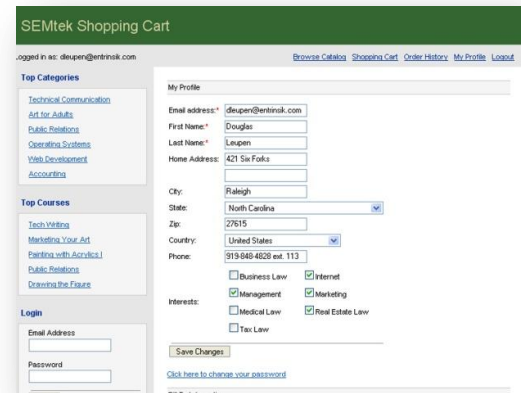 SEMtek Shopping Cart
Logged in as: dleupen@entrinsik.com
Browse Catalog Shopping Cart Order History My Profile Logout
Top Categories
Technical Communication
Art for Adults
Public Relations
Operating Systems
Web Development
Accounting
Top Courses
Tech Writing
Marketing Your Art
Painting with Acrylics I
Public Relations
Drawing the Figure
Login
Email Address
Password
My Profile
Email address:* dleupen@entrinsik.com
First Name:* Douglas
Last Name:* Leupen
Home Address: 421 Six Forks
City: Raleigh
State: North Carolina
Zip: 27615
Country: United States
Phone: 919-848-4828 ext. 113
Interests:
Business Law Internet
Management Marketing
Medical Law Real Estate Law
Tax Law
Save Changes
Click here to change your password